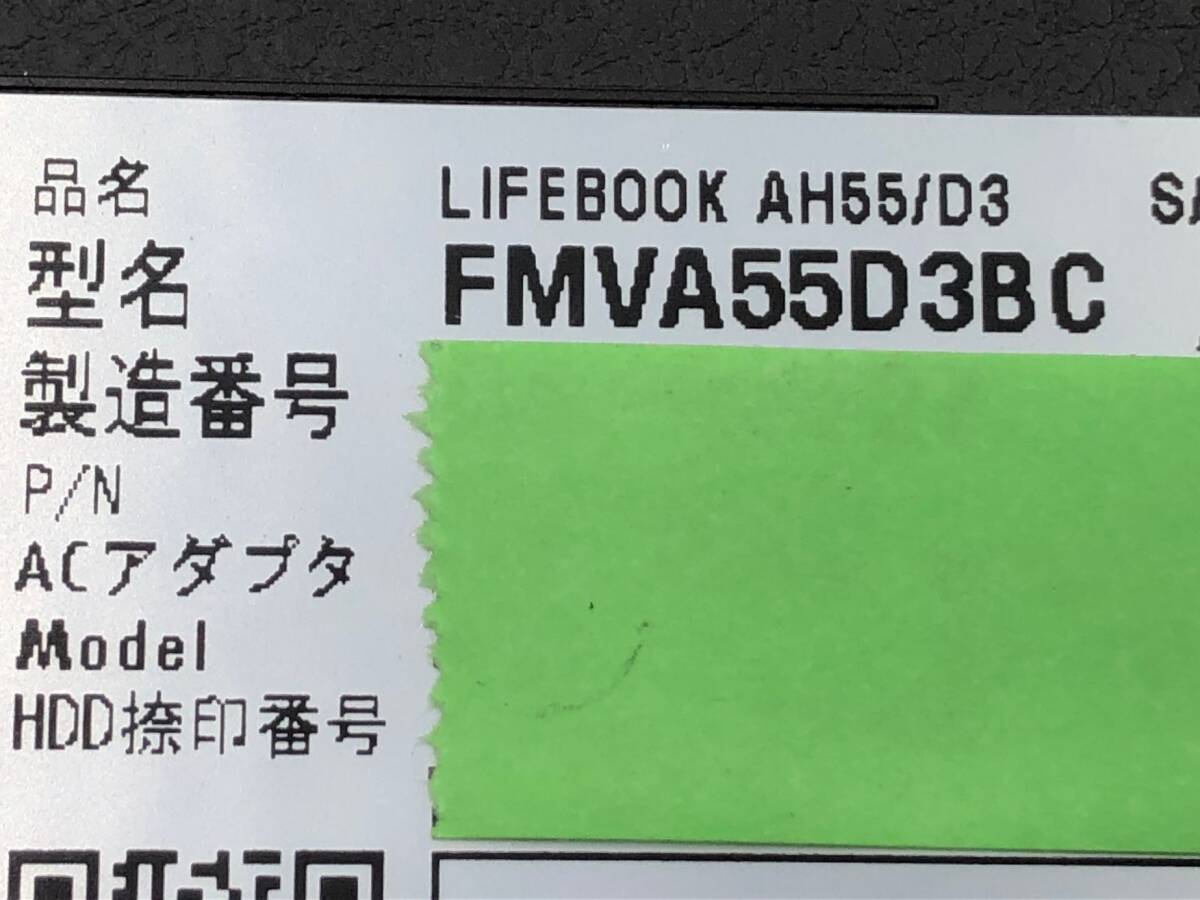 品名 LIFEBOOK AH55/D3
型名 FMVA55D3BC
製造番号
P/N
ACアダプタ
Model
HDD捺印番号